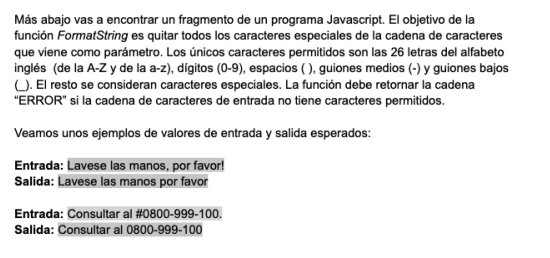 Más abajo vas a encontrar un fragmento de un programa Javascript. El objetivo de la
función FormatString es quitar todos los caracteres especiales de la cadena de caracteres
que viene como parámetro. Los únicos caracteres permitidos son las 26 letras del alfabeto
inglés (de la A-Z y de la a-z), dígitos (0-9), espacios ( ), guiones medios (-) y guiones bajos
(_). El resto se consideran caracteres especiales. La función debe retornar la cadena
“ERROR” si la cadena de caracteres de entrada no tiene caracteres permitidos.
Veamos unos ejemplos de valores de entrada y salida esperados:
Entrada: Lavese las manos, por favor!
Salida: Lavese las manos por favor
Entrada: Consultar al #0800-999-100.
Salida: Consultar al 0800-999-100